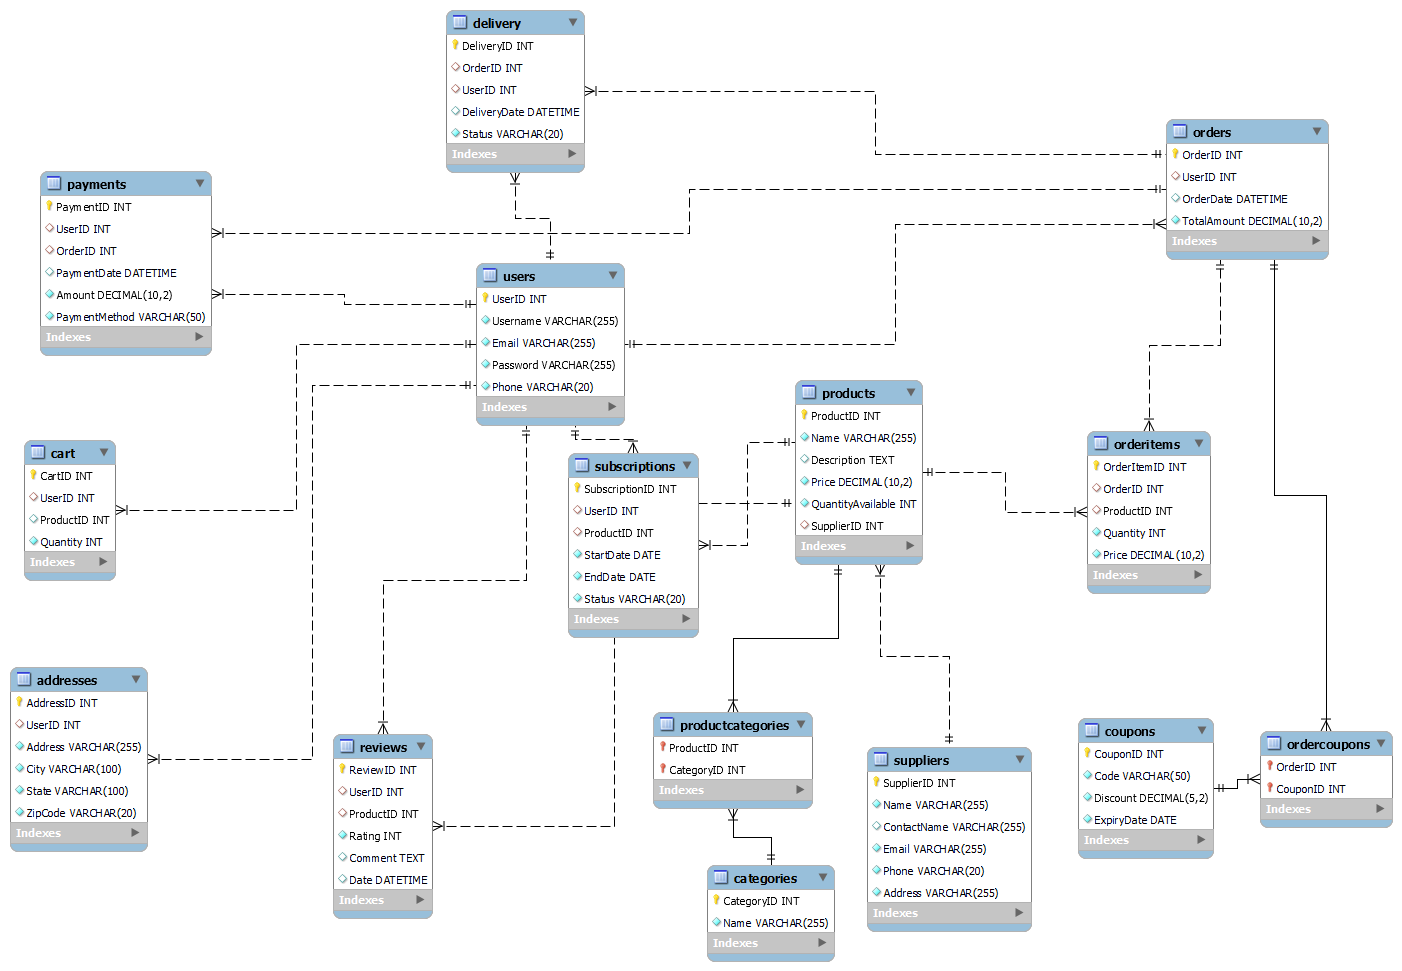 delivery
DeliveryID INT
OrderID INT
UserID INT
DeliveryDate DATETIME
Status VARCHAR(20)
Indexes
orders
OrderID INT
UserID INT
OrderDate DATETIME
TotalAmount DECIMAL(10,2)
Indexes
payments
PaymentID INT
UserID INT
OrderID INT
PaymentDate DATETIME
Amount DECIMAL(10,2)
PaymentMethod VARCHAR(50)
Indexes
users
UserID INT
Username VARCHAR(255)
Email VARCHAR(255)
Password VARCHAR(255)
Phone VARCHAR(20)
Indexes
products
ProductID INT
Name VARCHAR(255)
Description TEXT
Price DECIMAL(10,2)
QuantityAvailable INT
SupplierID INT
Indexes
orderitems
OrderItemID INT
OrderID INT
ProductID INT
Quantity INT
Price DECIMAL(10,2)
Indexes
cart
CartID INT
UserID INT
ProductID INT
Quantity INT
Indexes
subscriptions
SubscriptionID INT
UserID INT
ProductID INT
StartDate DATE
EndDate DATE
Status VARCHAR(20)
Indexes
addresses
AddressID INT
UserID INT
Address VARCHAR(255)
City VARCHAR(100)
State VARCHAR(100)
ZipCode VARCHAR(20)
Indexes
reviews
ReviewID INT
UserID INT
ProductID INT
Rating INT
Comment TEXT
Date DATETIME
Indexes
productcategories
ProductID INT
CategoryID INT
Indexes
categories
CategoryID INT
Name VARCHAR(255)
Indexes
suppliers
SupplierID INT
Name VARCHAR(255)
ContactName VARCHAR(255)
Email VARCHAR(255)
Phone VARCHAR(20)
Address VARCHAR(255)
Indexes
coupons
CouponID INT
Code VARCHAR(50)
Discount DECIMAL(5,2)
ExpiryDate DATE
Indexes
ordercoupons
OrderID INT
CouponID INT
Indexes